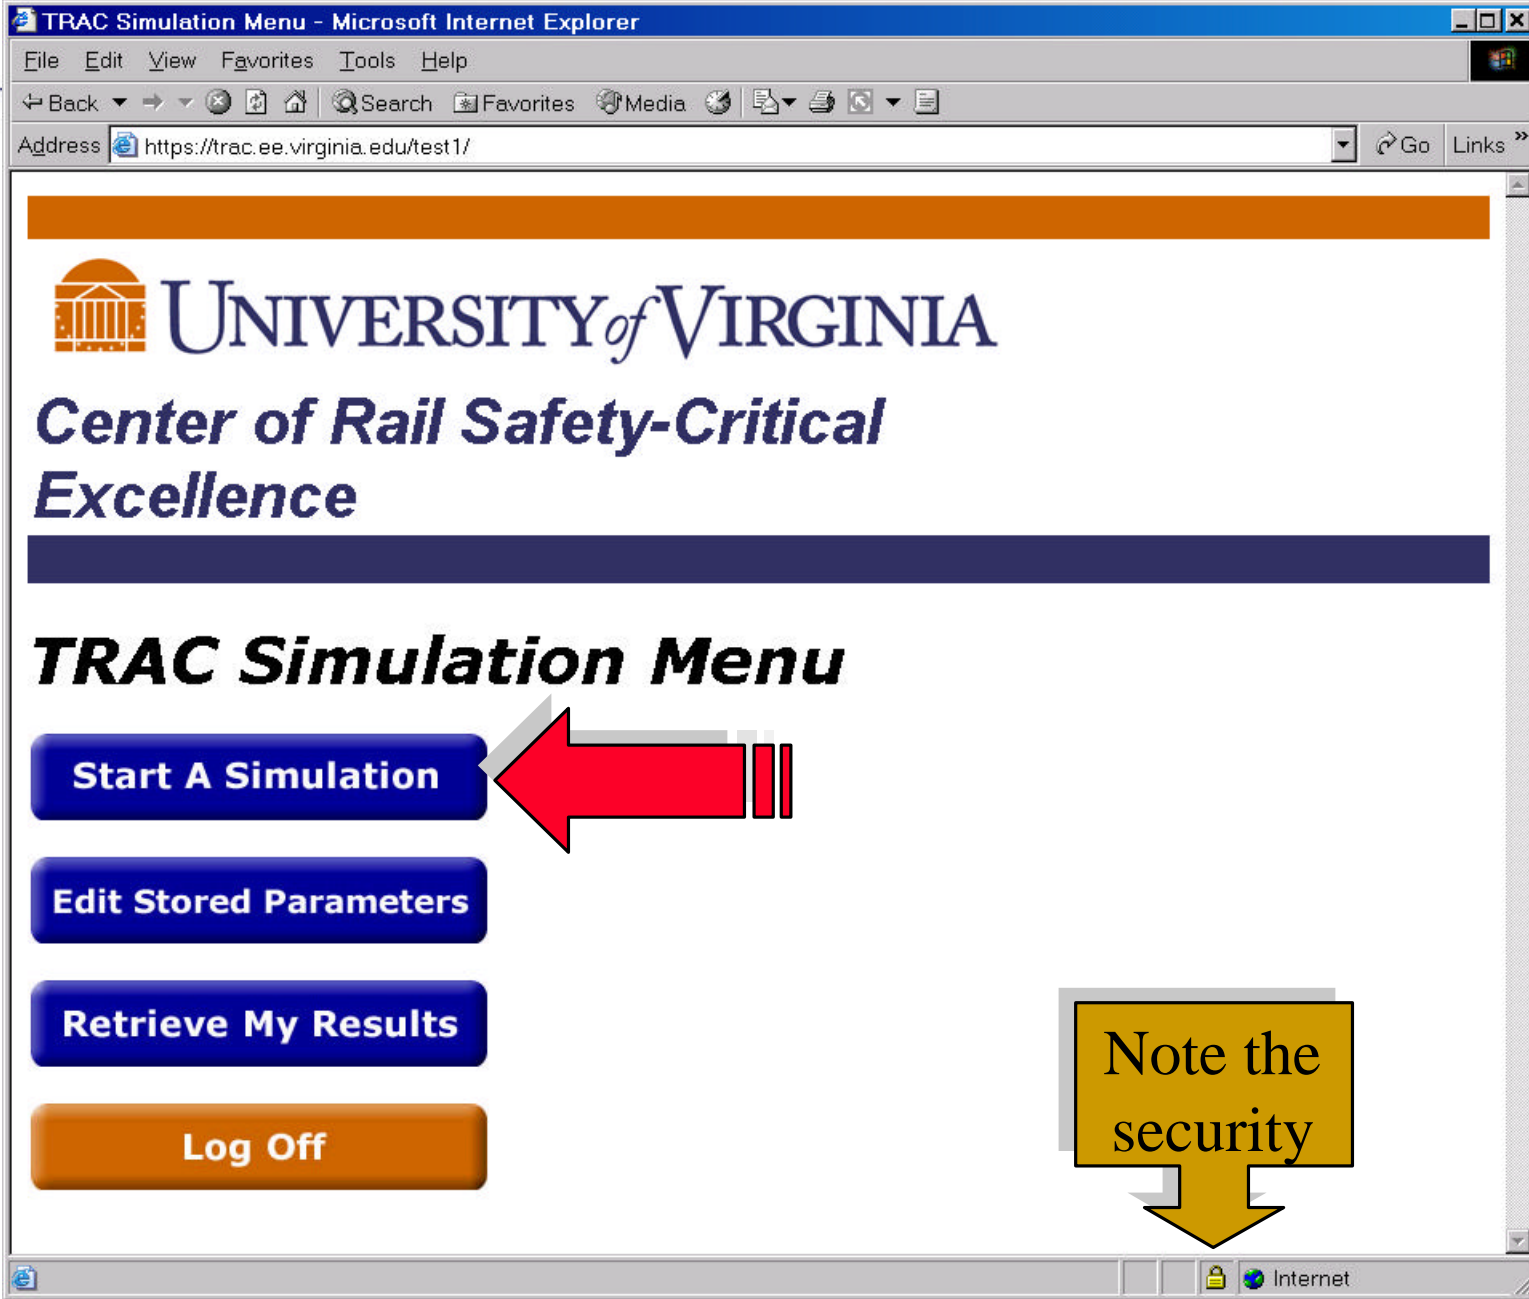 TRAC Simulation Menu - Microsoft Internet Explorer
File Edit View Favorites Tools Help
Back Search Favorites Media
Address https://trac.ee.virginia.edu/test1/ Go Links »
UNIVERSITY of VIRGINIA
Center of Rail Safety-Critical
Excellence
TRAC Simulation Menu
Start A Simulation
Edit Stored Parameters
Retrieve My Results
Log Off
Note the
security
Internet